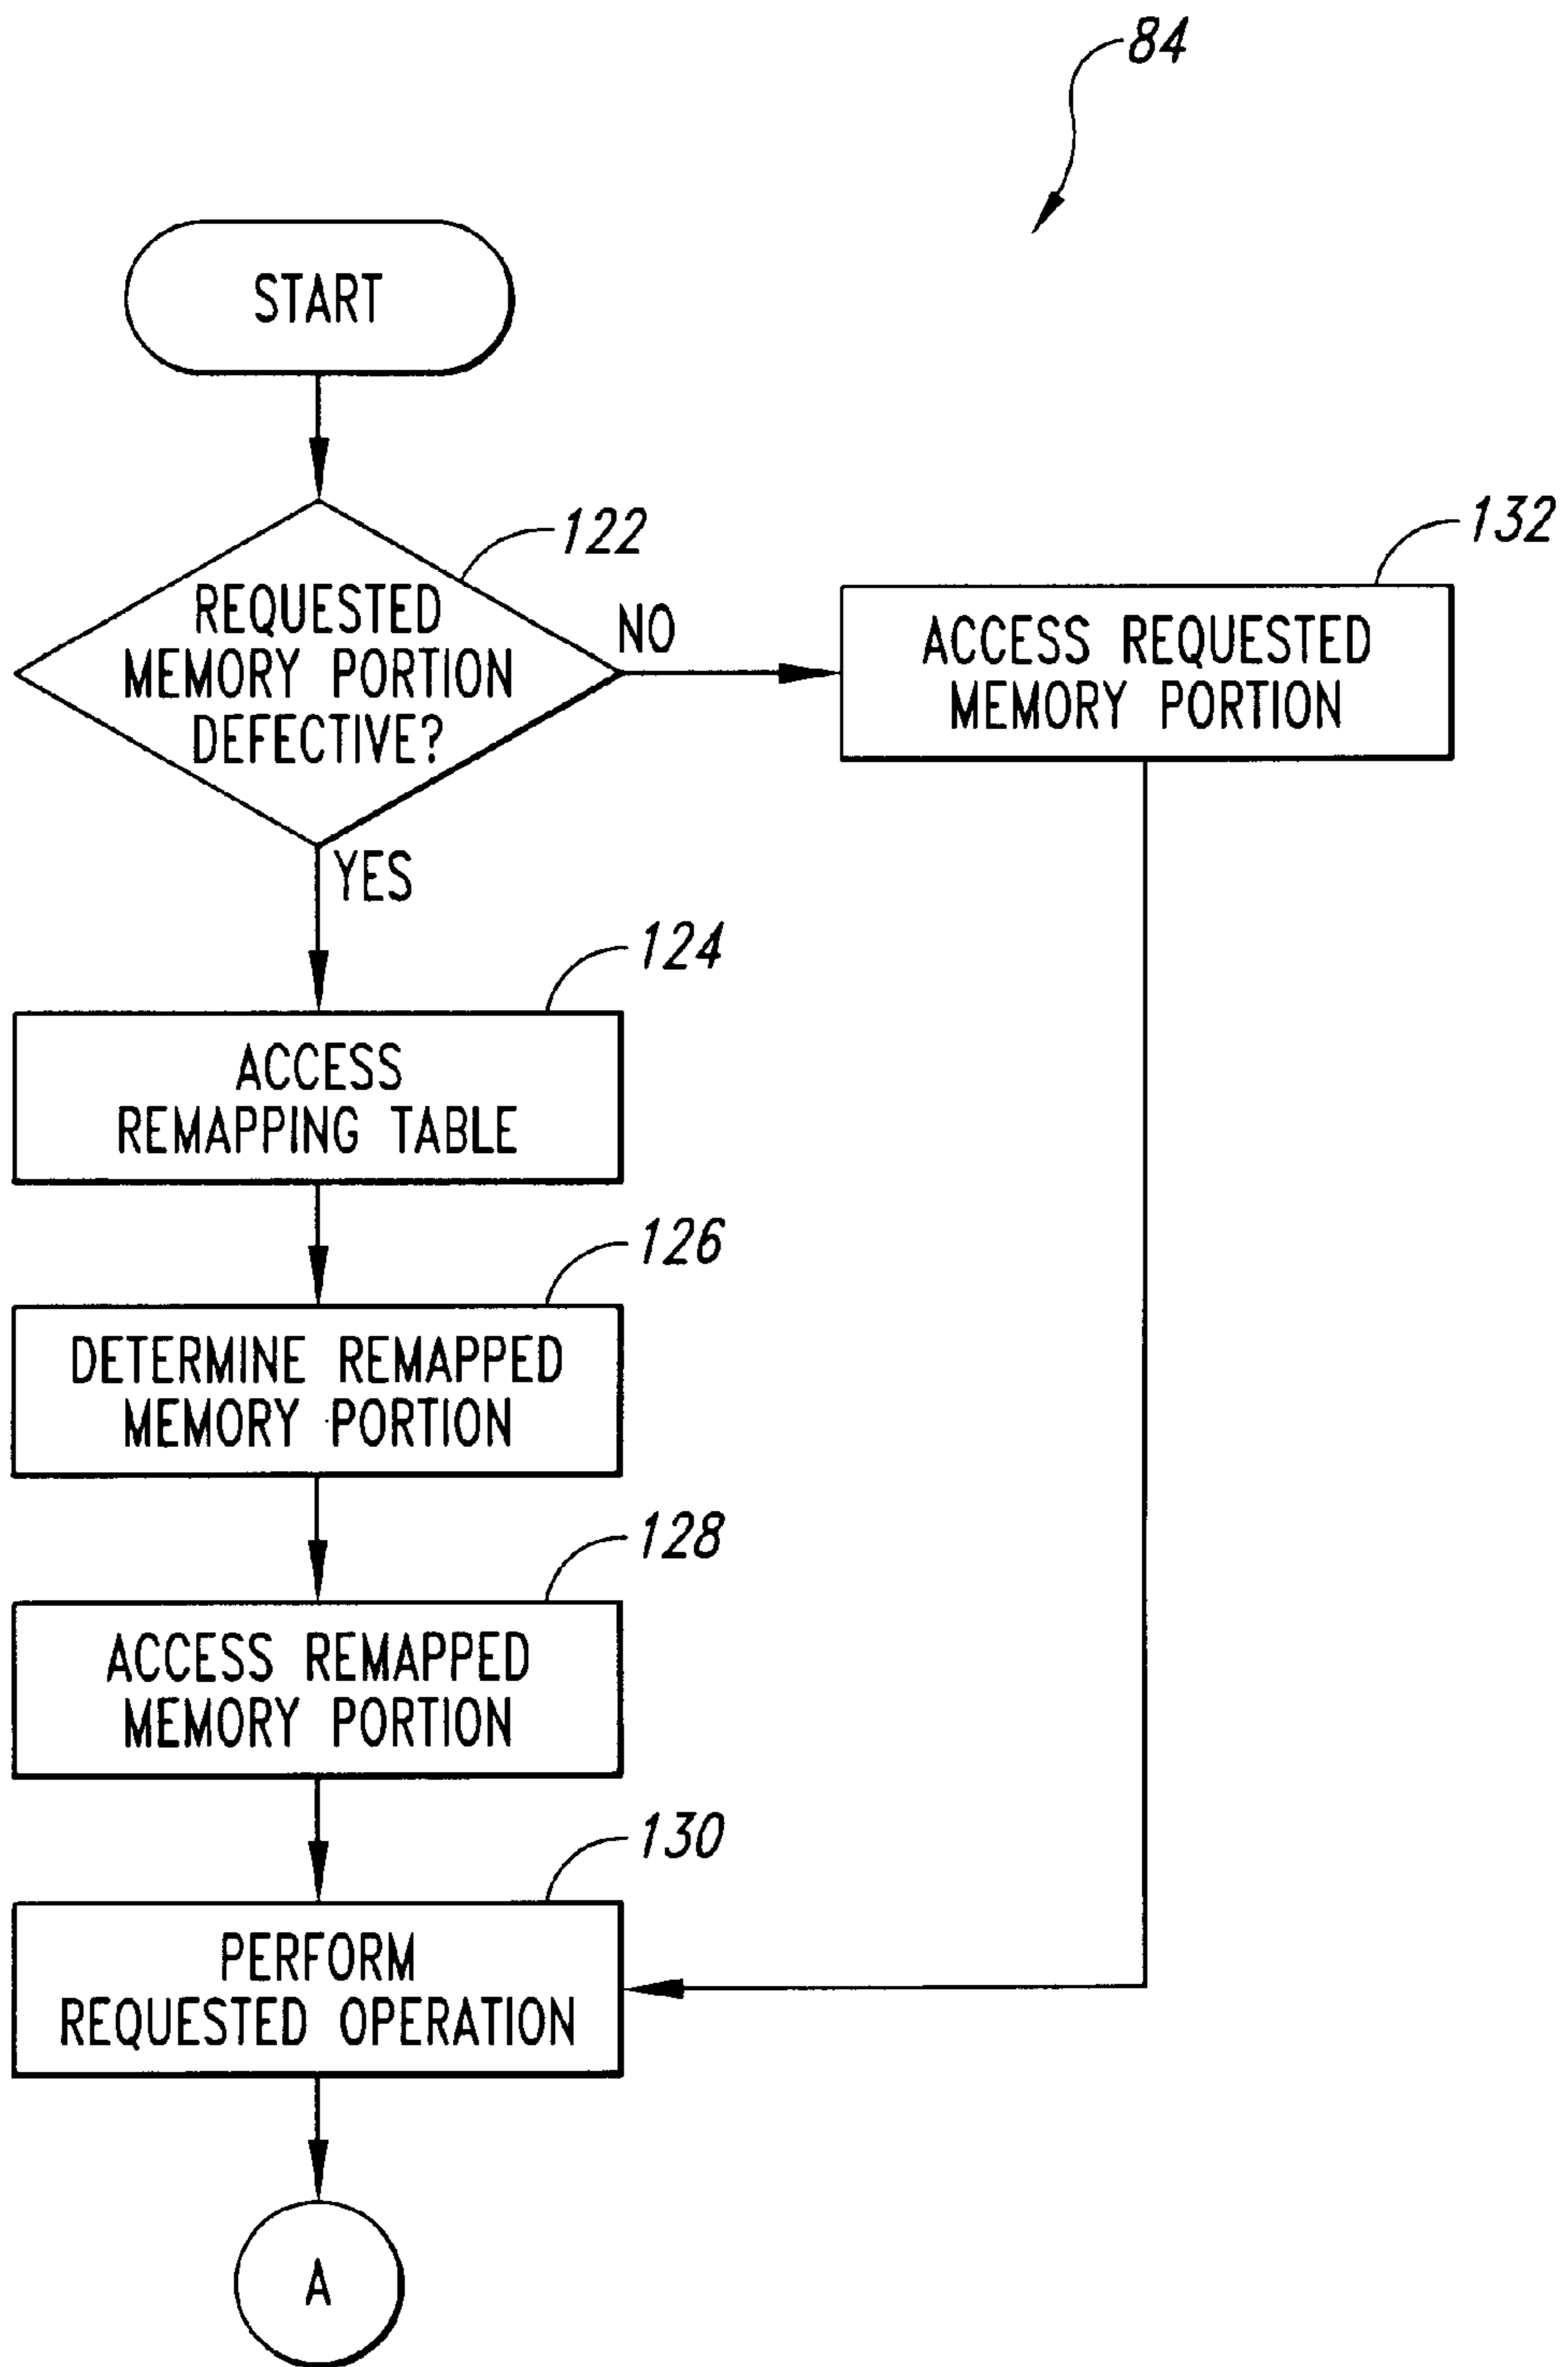 84
START
122
REQUESTED
MEMORY PORTION
DEFECTIVE?
NO
132
ACCESS REQUESTED
MEMORY PORTION
YES
124
ACCESS
REMAPPING TABLE
126
DETERMINE REMAPPED
MEMORY PORTION
128
ACCESS REMAPPED
MEMORY PORTION
130
PERFORM
REQUESTED OPERATION
A